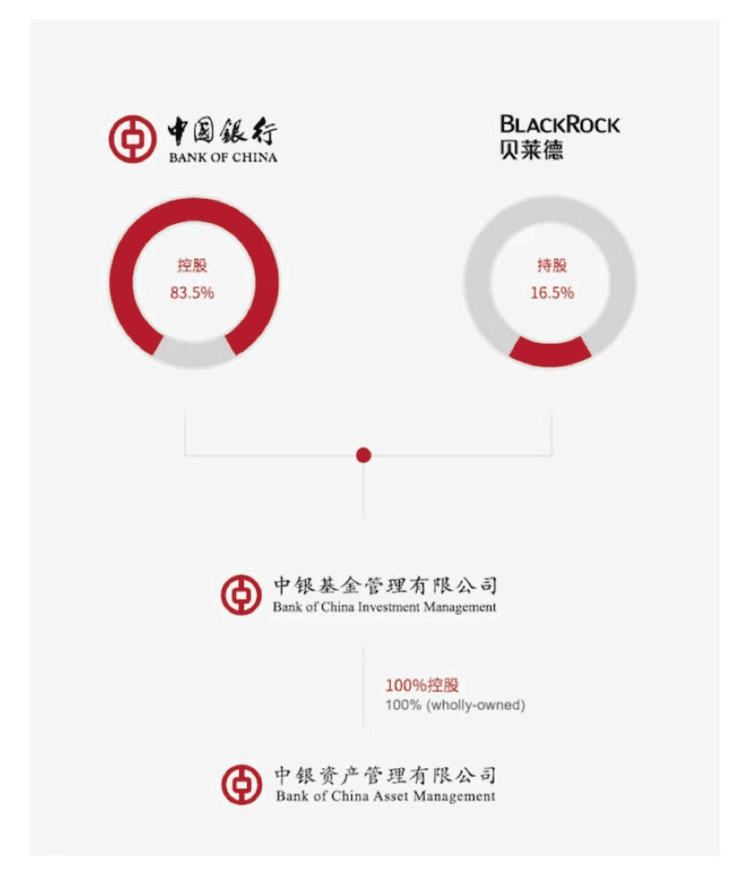 中国銀行
BANK OF CHINA
BLACKROCK
贝莱德
控股
83.5%
持股
16.5%
中银基金管理有限公司
Bank of China Investment Management
100%控股
100% (wholly-owned)
中银资产管理有限公司
Bank of China Asset Management